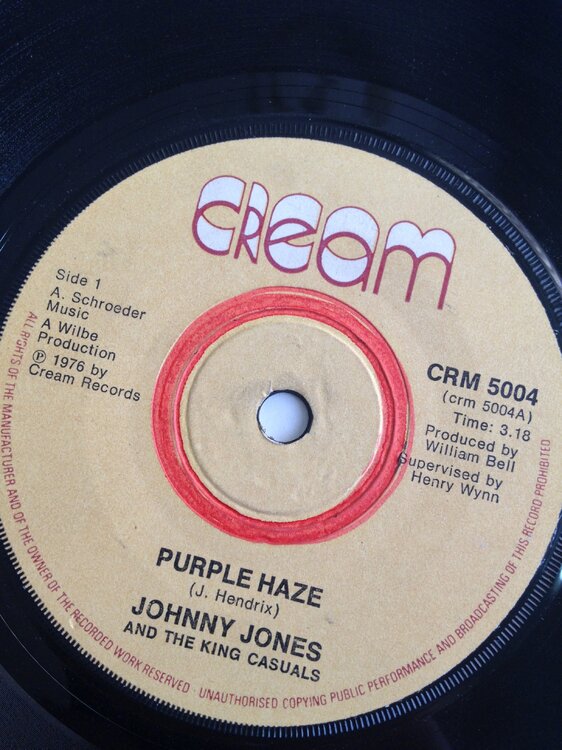 CREAM
Side 1
A. Schroeder
Music
A Wilbe
Production
℗ 1976 by
Cream Records
CRM 5004
(crm 5004A)
Time: 3.18
Produced by
William Bell
Supervised by
Henry Wynn
PURPLE HAZE
(J. Hendrix)
JOHNNY JONES
AND THE KING CASUALS
ALL RIGHTS OF THE MANUFACTURER AND OF THE OWNER OF THE RECORDED WORK RESERVED · UNAUTHORISED COPYING PUBLIC PERFORMANCE AND BROADCASTING OF THIS RECORD PROHIBITED